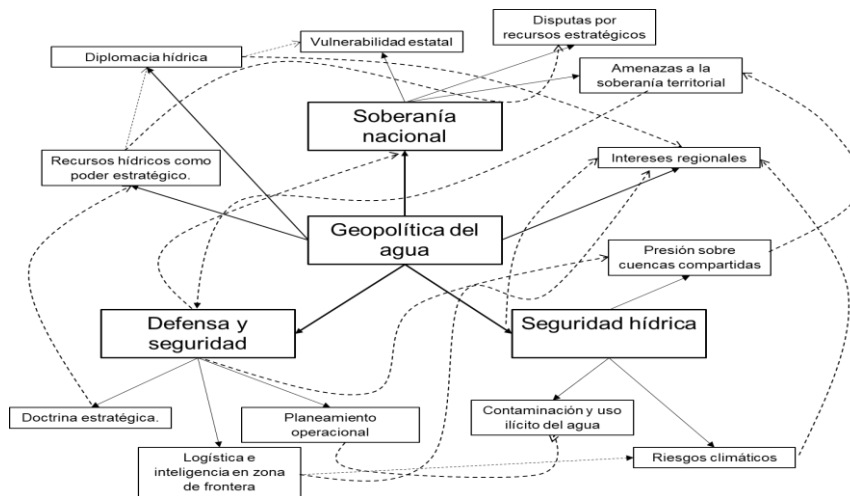 Disputas por
recursos estratégicos
Vulnerabilidad estatal
Diplomacia hídrica
Amenazas a la
soberanía territorial
Soberanía
nacional
Recursos hídricos como
poder estratégico.
Intereses regionales
Geopolítica del
agua
Presión sobre
cuencas compartidas
Defensa y
seguridad
Seguridad hídrica
Doctrina estratégica.
Planeamiento
operacional
Contaminación y uso
ilícito del agua
Logística e
inteligencia en zona
de frontera
Riesgos climáticos